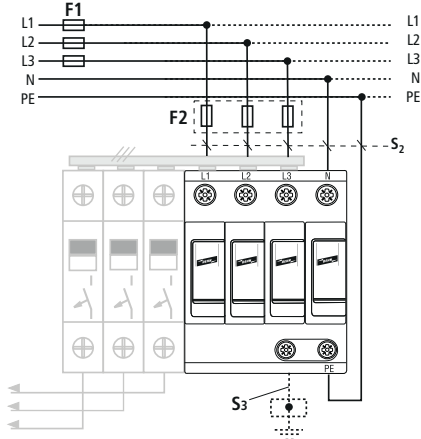 F1
L1 L1
L2 L2
L3 L3
N N
PE PE
F2
S2
L1 L2 L3 N
PE
S3